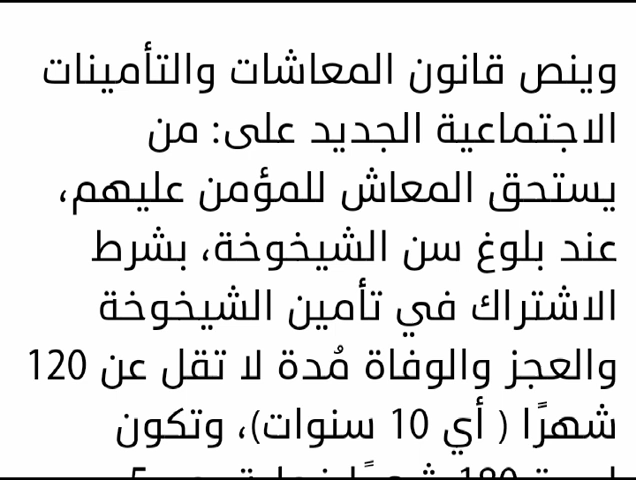 وينص قانون المعاشات والتأمينات
الاجتماعية الجديد على: من
يستحق المعاش للمؤمن عليهم،
عند بلوغ سن الشيخوخة، بشرط
الاشتراك في تأمين الشيخوخة
والعجز والوفاة مُدة لا تقل عن 120
شهرًا ( أي 10 سنوات)، وتكون